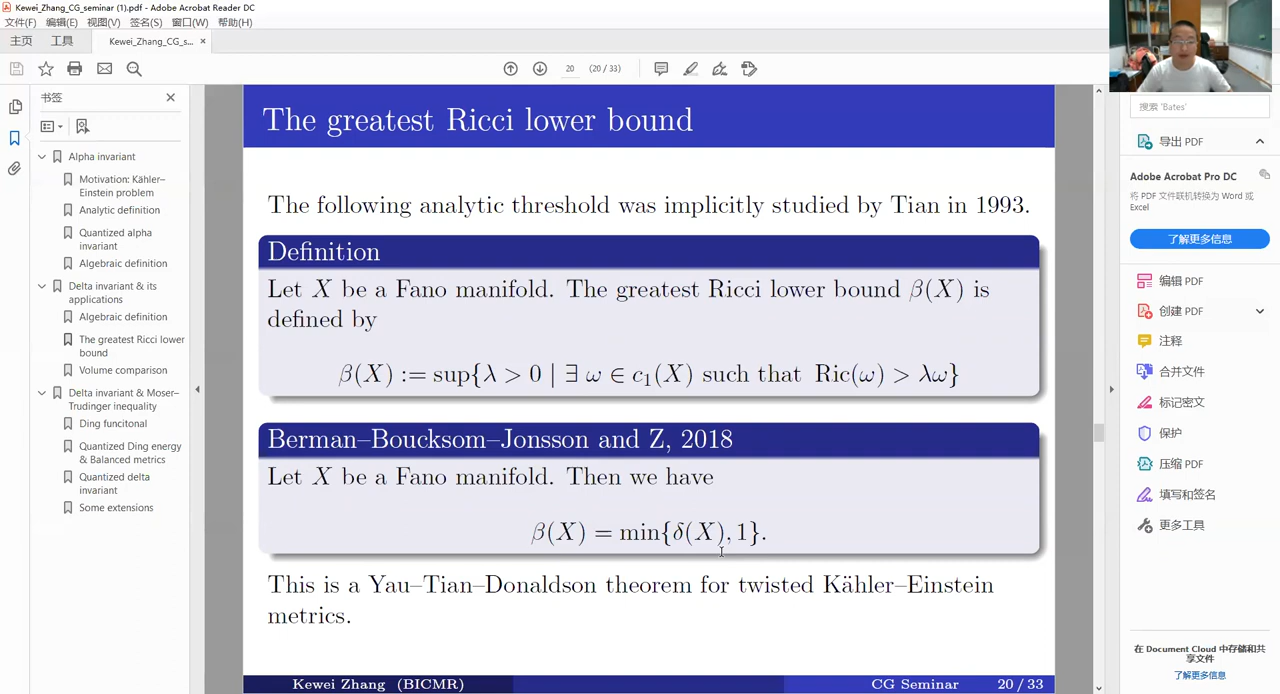 Kewei_Zhang_CG_seminar (1).pdf - Adobe Acrobat Reader DC
文件(F) 编辑(E) 视图(V) 签名(S) 窗口(W) 帮助(H)
主页 工具 Kewei_Zhang_CG_s... ×
20 (20 / 33)
书签
Alpha invariant
Motivation: Kähler–
Einstein problem
Analytic definition
Quantized alpha
invariant
Algebraic definition
Delta invariant & its
applications
Algebraic definition
The greatest Ricci lower
bound
Volume comparison
Delta invariant & Moser–
Trudinger inequality
Ding funcitonal
Quantized Ding energy
& Balanced metrics
Quantized delta
invariant
Some extensions
The greatest Ricci lower bound
The following analytic threshold was implicitly studied by Tian in 1993.
Definition
Let X be a Fano manifold. The greatest Ricci lower bound β(X) is
defined by
β(X) := sup{λ > 0 | ∃ ω ∈ c₁(X) such that Ric(ω) > λω}
Berman–Boucksom–Jonsson and Z, 2018
Let X be a Fano manifold. Then we have
β(X) = min{δ(X), 1}.
This is a Yau–Tian–Donaldson theorem for twisted Kähler–Einstein
metrics.
Kewei Zhang (BICMR) CG Seminar 20 / 33
搜索 'Bates'
导出 PDF
Adobe Acrobat Pro DC
将 PDF 文件联机转换为 Word 或
Excel
了解更多信息
编辑 PDF
创建 PDF
注释
合并文件
标记密文
保护
压缩 PDF
填写和签名
更多工具
在 Document Cloud 中存储和共
享文件
了解更多信息